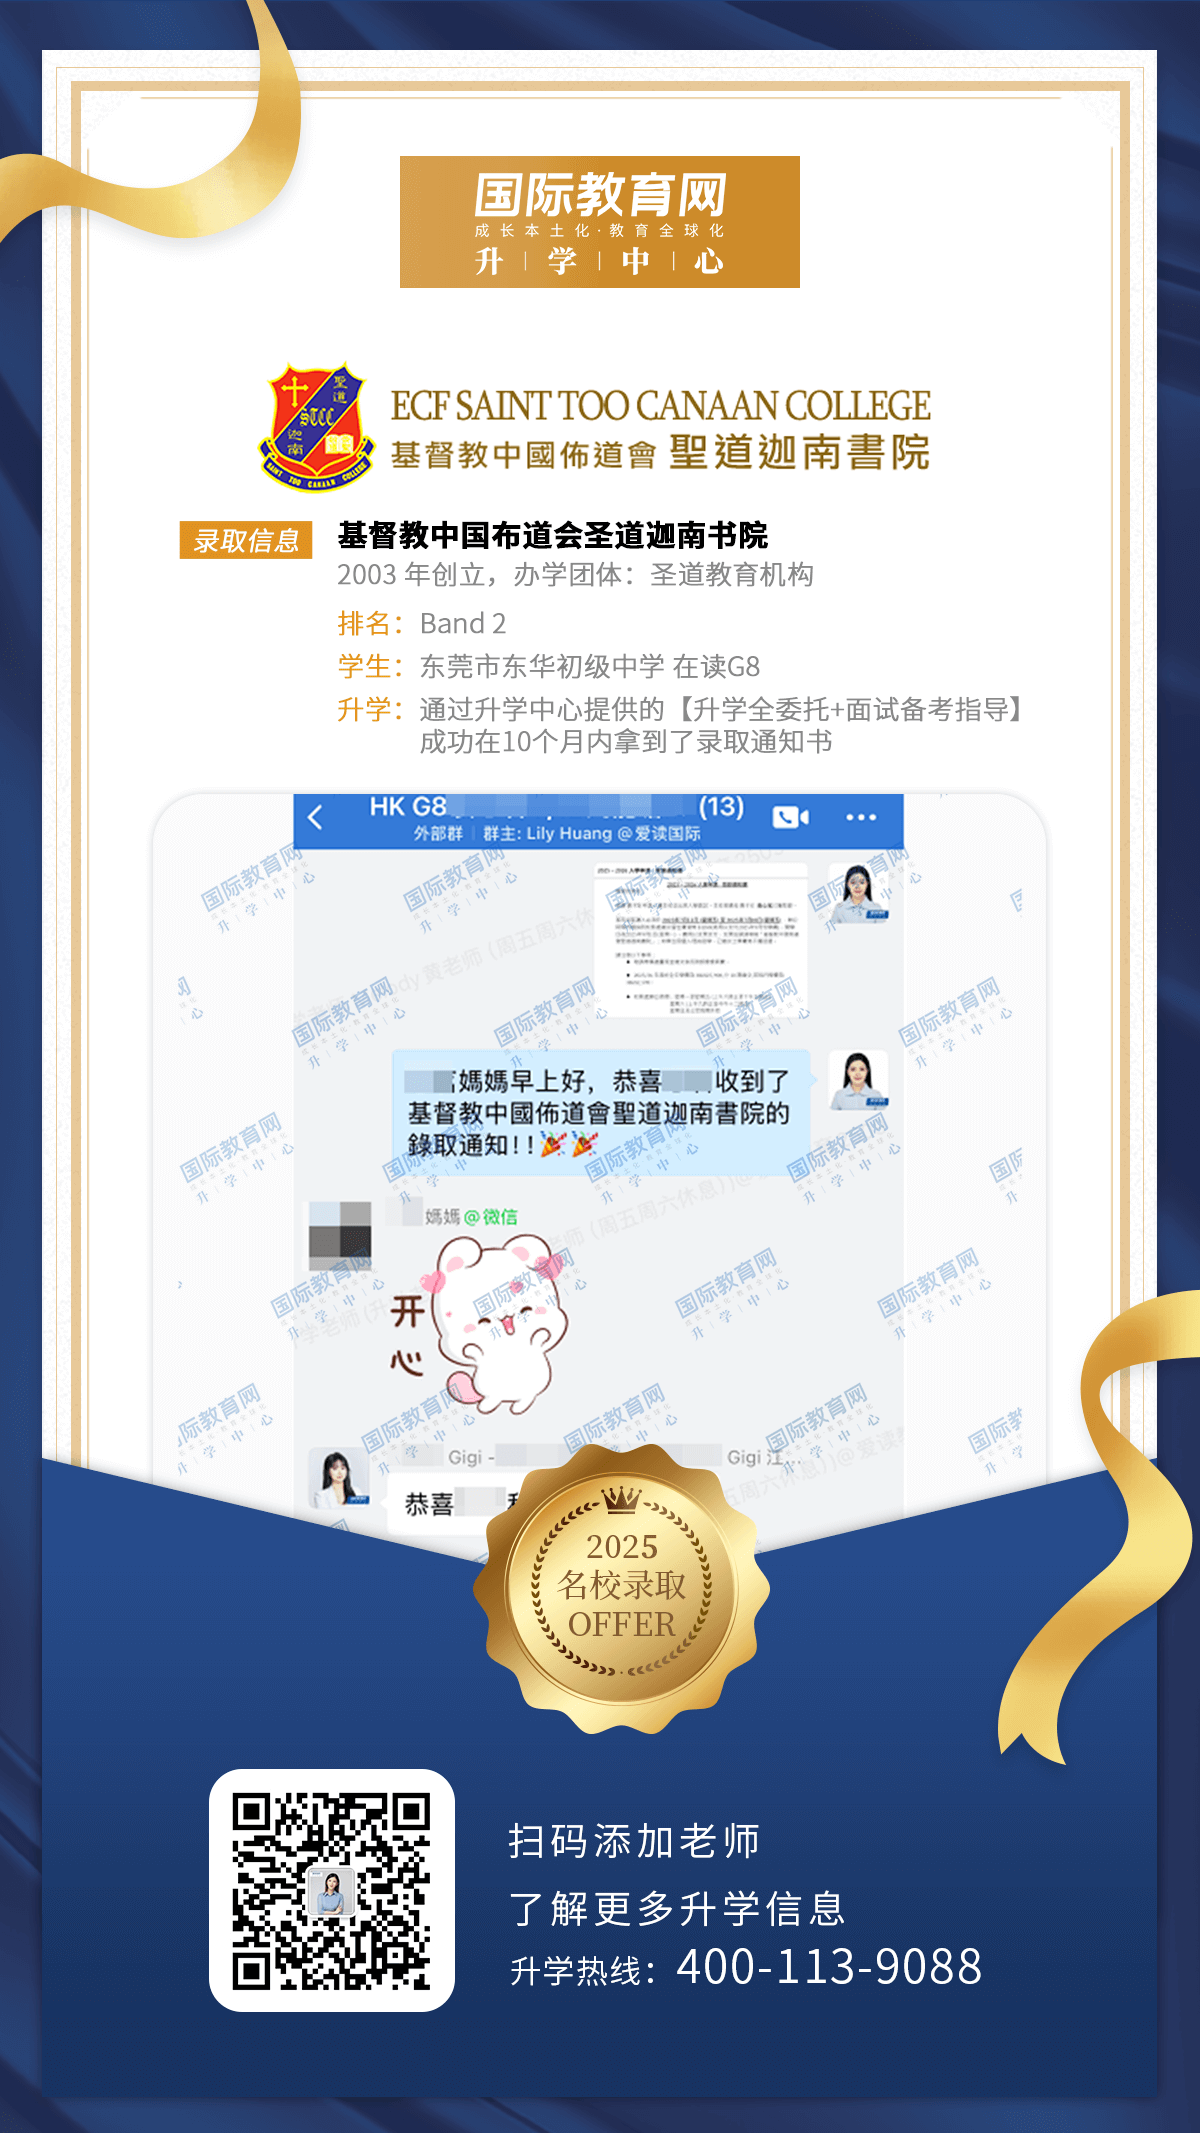 国际教育网
成长本土化·教育全球化
升 | 学 | 中 | 心
聖道
STCC
迦南
SAINT TOO CANAAN COLLEGE
ECF SAINT TOO CANAAN COLLEGE
基督教中國佈道會 聖道迦南書院
录取信息
基督教中国布道会圣道迦南书院
2003 年创立，办学团体：圣道教育机构
排名：Band 2
学生：东莞市东华初级中学 在读G8
升学：通过升学中心提供的【升学全委托+面试备考指导】
成功在10个月内拿到了录取通知书
HK G8
(13)
外部群 | 群主: Lily Huang @爱读国际
媽媽早上好，恭喜 收到了
基督教中國佈道會聖道迦南書院的
錄取通知!!🎉🎉
媽媽@微信
开
心
Gigi -
Gigi 汪...
恭喜
2025
名校录取
OFFER
扫码添加老师
了解更多升学信息
升学热线：400-113-9088